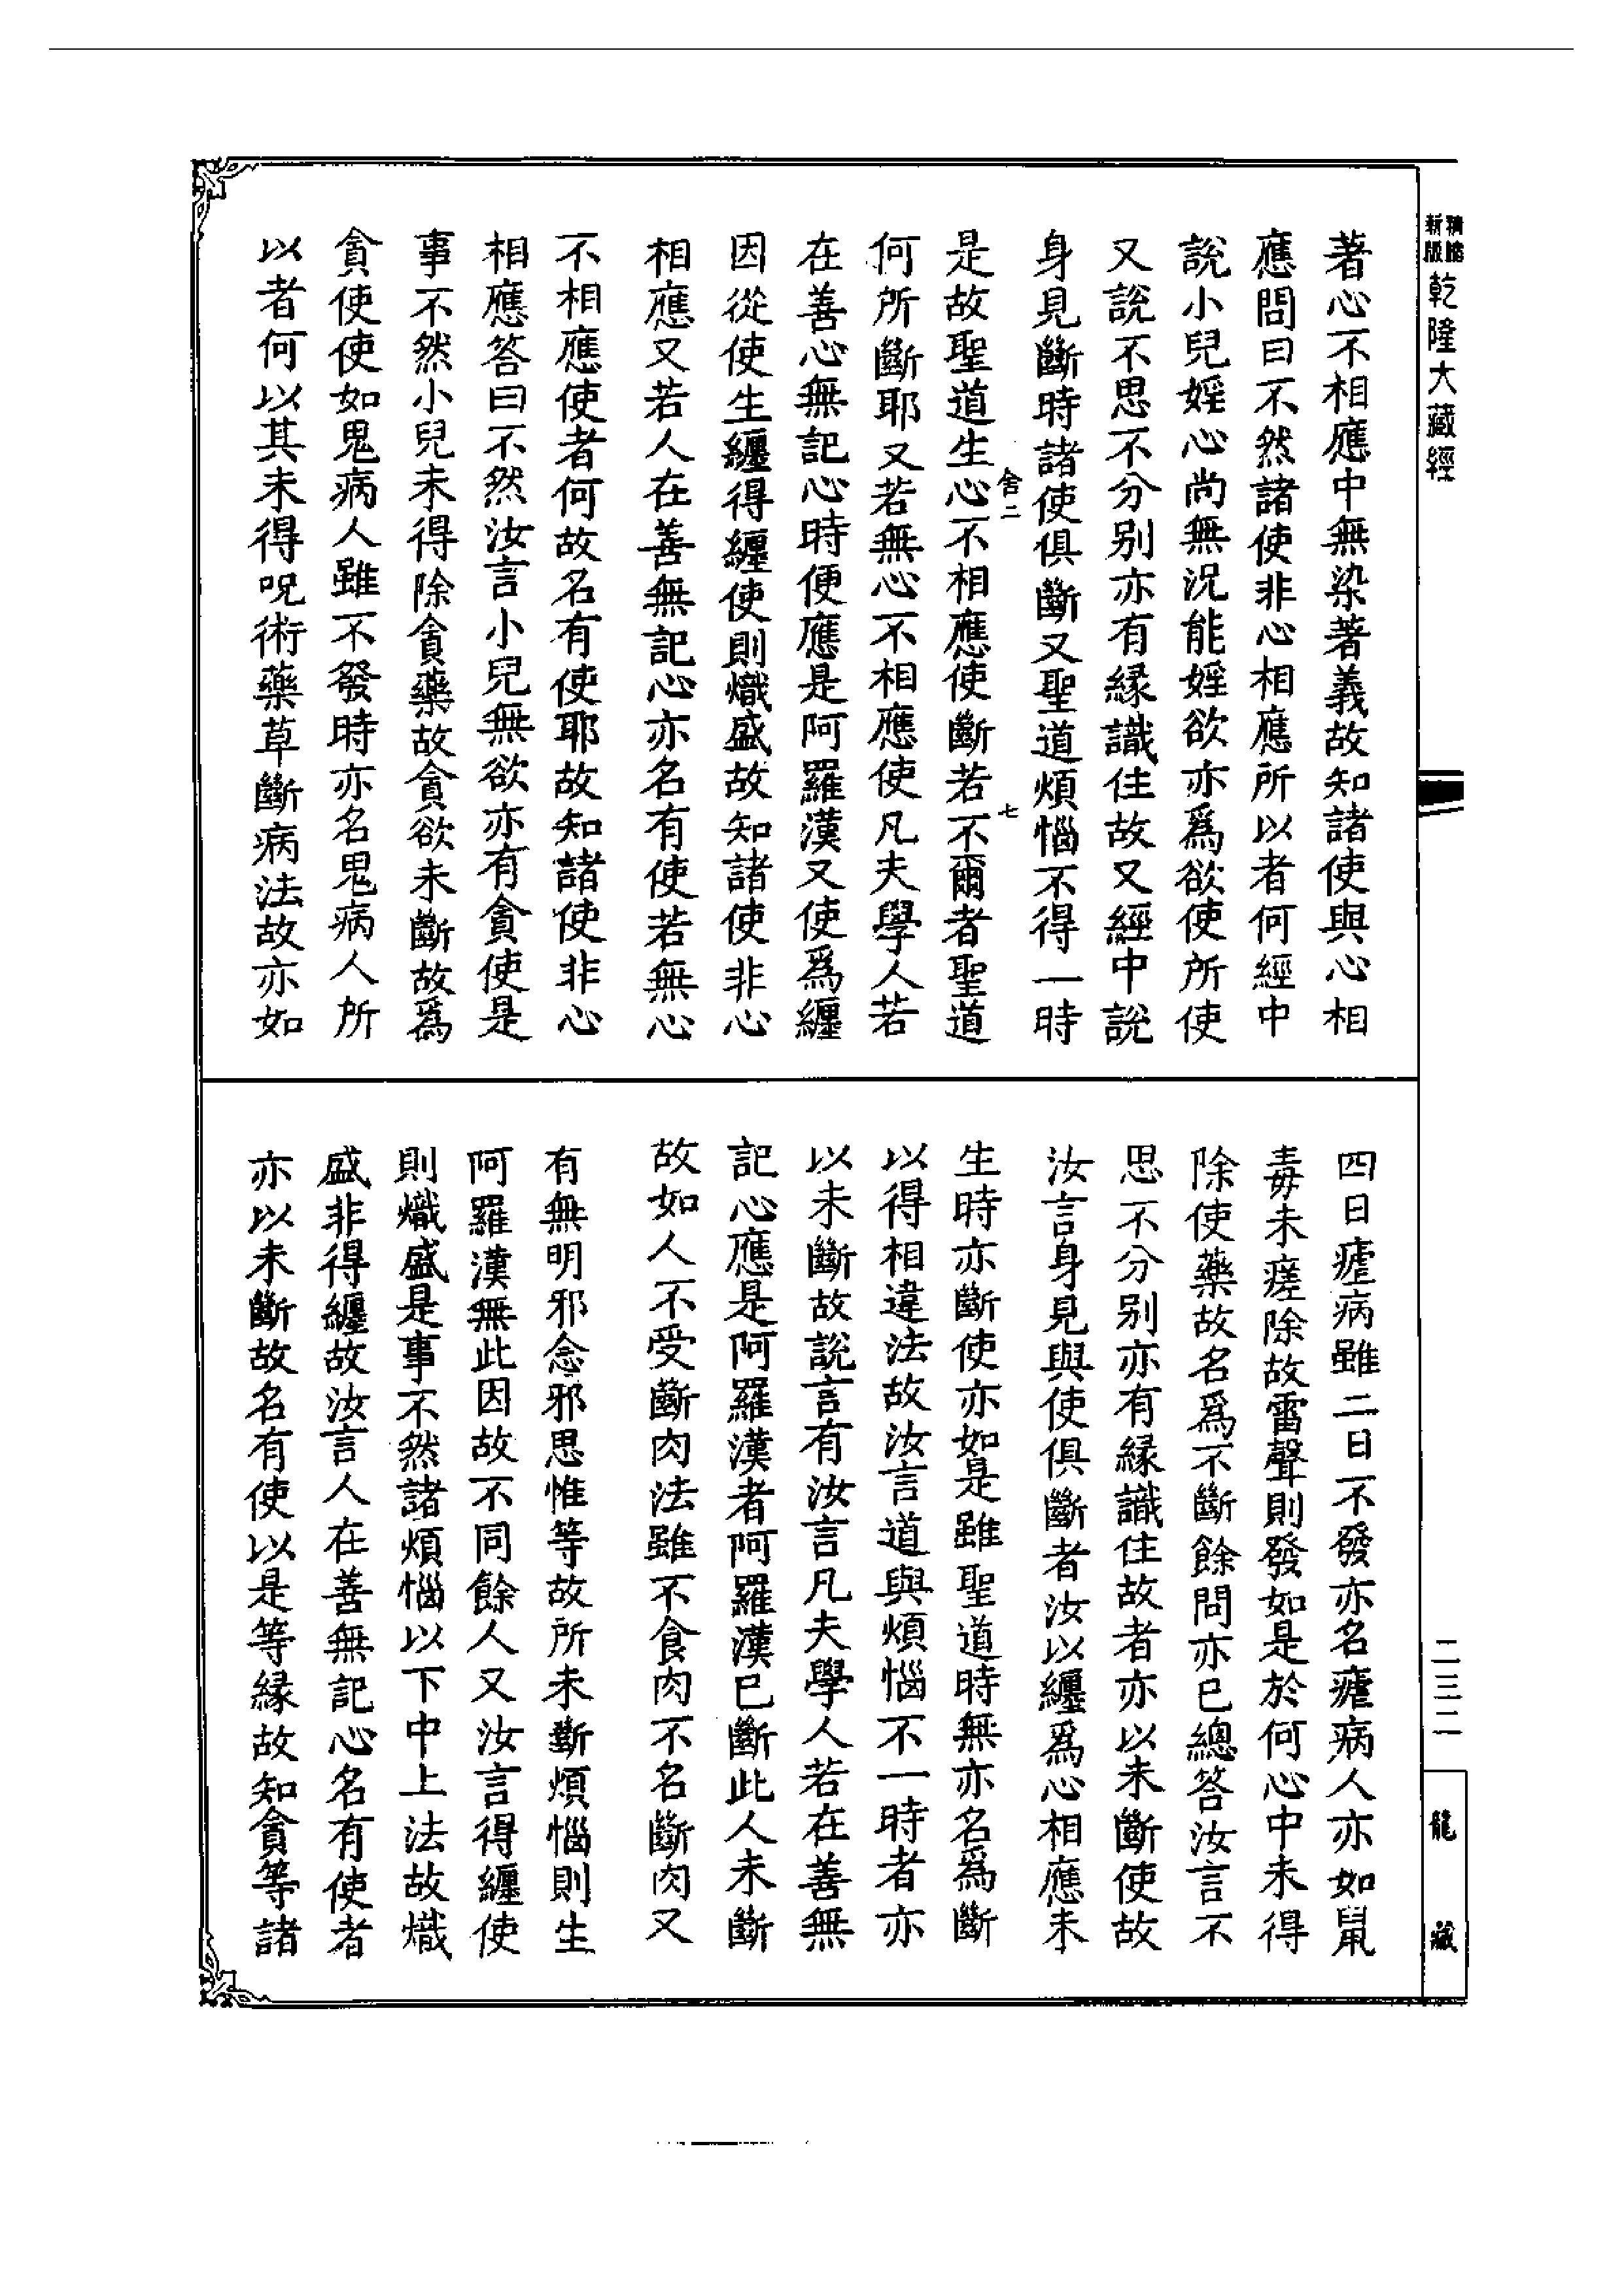 精縮新版乾隆大藏經
著心不相應中無染著義故知諸使與心相
應問曰不然諸使非心相應所以者何經中
說小兒婬心尚無況能婬欲亦爲欲使所使
又說不思不分別亦有緣識住故又經中說
身見斷時諸使俱斷又聖道煩惱不得一時
舍二
七
是故聖道生心不相應使斷若不爾者聖道
何所斷耶又若無心不相應使凡夫學人若
在善心無記心時便應是阿羅漢又使爲纏
因從使生纏得纏使則熾盛故知諸使非心
相應又若人在善無記心亦名有使若無心
不相應使者何故名有使耶故知諸使非心
相應答曰不然汝言小兒無欲亦有貪使是
事不然小兒未得除貪藥故貪欲未斷故爲
貪使使如鬼病人雖不發時亦名鬼病人所
以者何以其未得呪術藥草斷病法故亦如
四日瘧病雖二日不發亦名瘧病人亦如鼠
毒未瘥除故雷聲則發如是於何心中未得
除使藥故名爲不斷餘問亦已總答汝言不
思不分別亦有緣識住故者亦以未斷使故
汝言身見與使俱斷者汝以纏爲心相應未
生時亦斷使亦如是雖聖道時無亦名爲斷
以得相違法故汝言道與煩惱不一時者亦
以未斷故說言有汝言凡夫學人若在善無
記心應是阿羅漢者阿羅漢已斷此人未斷
故如人不受斷肉法雖不食肉不名斷肉又
有無明邪念邪思惟等故所未斷煩惱則生
阿羅漢無此因故不同餘人又汝言得纏使
則熾盛是事不然諸煩惱以下中上法故熾
盛非得纏故汝言人在善無記心名有使者
亦以未斷故名有使以是等緣故知貪等諸
二三二
龍藏